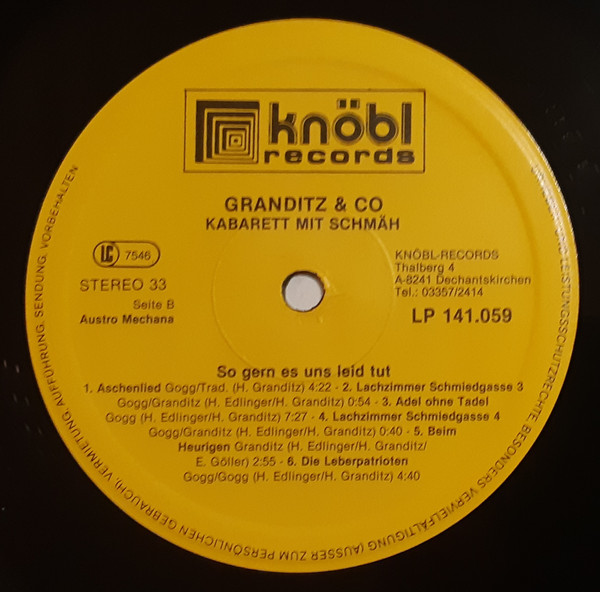 knöbl
records
GRANDITZ & CO
KABARETT MIT SCHMÄH
LC 7546
STEREO 33
Seite B
Austro Mechana
KNÖBL-RECORDS
Thalberg 4
A-8241 Dechantskirchen
Tel.: 03357/2414
LP 141.059
So gern es uns leid tut
1. Aschenlied Gogg/Trad. (H. Granditz) 4:22 - 2. Lachzimmer Schmiedgasse 3
Gogg/Granditz (H. Edlinger/H. Granditz) 0:54 - 3. Adel ohne Tadel
Gogg (H. Edlinger/H. Granditz) 7:27 - 4. Lachzimmer Schmiedgasse 4
Gogg/Granditz (H. Edlinger/H. Granditz) 0:40 - 5. Beim
Heurigen Granditz (H. Edlinger/H. Granditz/
E. Göller) 2:55 - 6. Die Leberpatrioten
Gogg/Gogg (H. Edlinger/H. Granditz) 4:40
LEISTUNGSSCHUTZRECHTE, BESONDERS VERVIELFÄLTIGUNG (AUSSER ZUM PERSÖNLICHEN GEBRAUCH), VERMIETUNG, AUFFÜHRUNG, SENDUNG, VORBEHALTEN